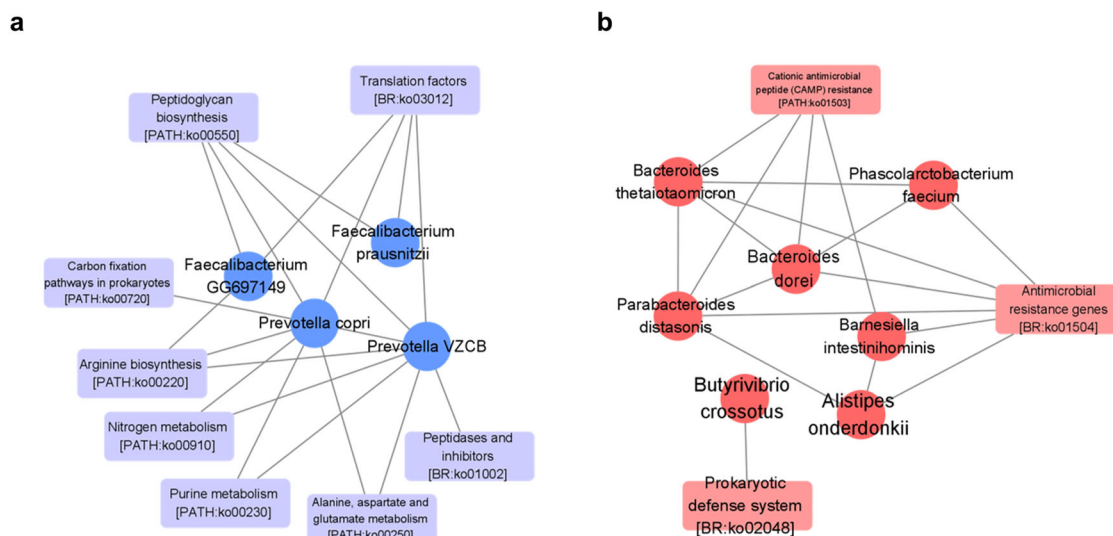 a
Translation factors
[BR:ko03012]
Peptidoglycan
biosynthesis
[PATH:ko00550]
Faecalibacterium
prausnitzii
Faecalibacterium
GG697149
Carbon fixation
pathways in prokaryotes
[PATH:ko00720]
Prevotella copri
Prevotella VZCB
Arginine biosynthesis
[PATH:ko00220]
Nitrogen metabolism
[PATH:ko00910]
Peptidases and
inhibitors
[BR:ko01002]
Purine metabolism
[PATH:ko00230]
Alanine, aspartate and
glutamate metabolism
[PATH:ko00250]
b
Cationic antimicrobial
peptide (CAMP) resistance
[PATH:ko01503]
Bacteroides
thetaiotaomicron
Phascolarctobacterium
faecium
Bacteroides
dorei
Parabacteroides
distasonis
Antimicrobial
resistance genes
[BR:ko01504]
Barnesiella
intestinihominis
Butyrivibrio
crossotus
Alistipes
onderdonkii
Prokaryotic
defense system
[BR:ko02048]